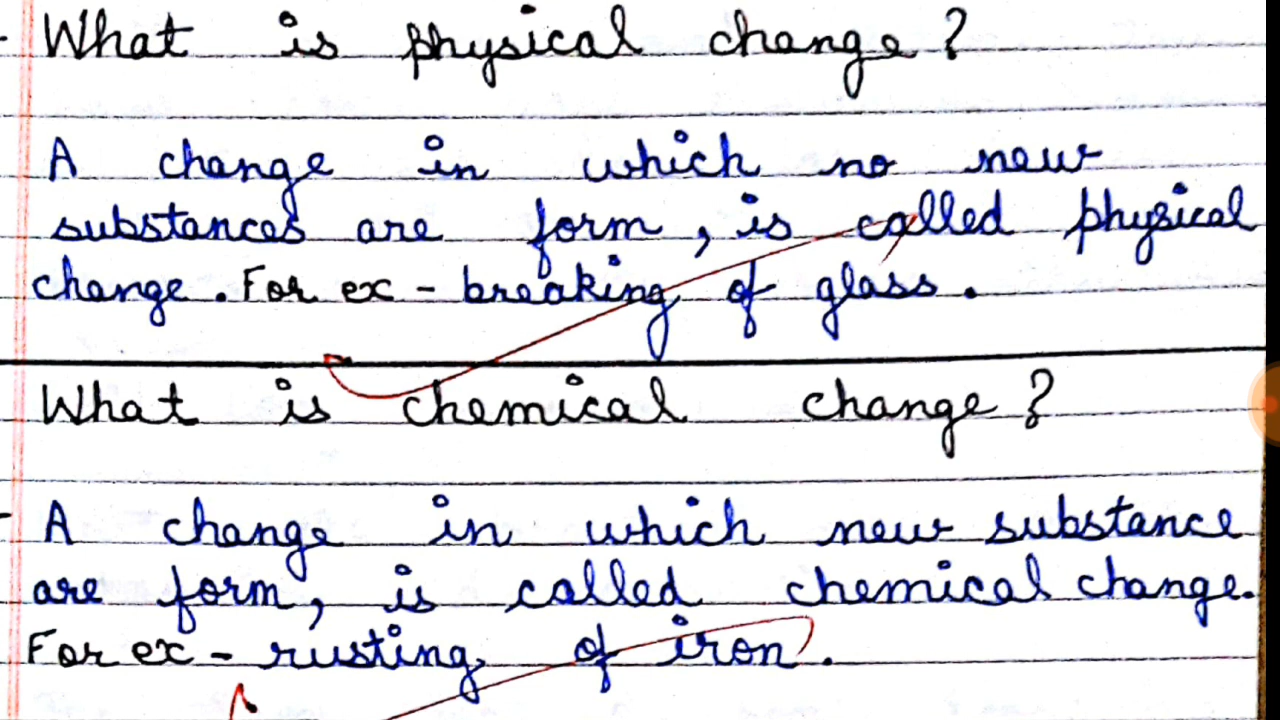 What is physical change?
A change in which no new
substances are form, is called physical
change. For ex - breaking of glass.
What is chemical change?
A change in which new substance
are form, is called chemical change.
For ex - rusting of iron.